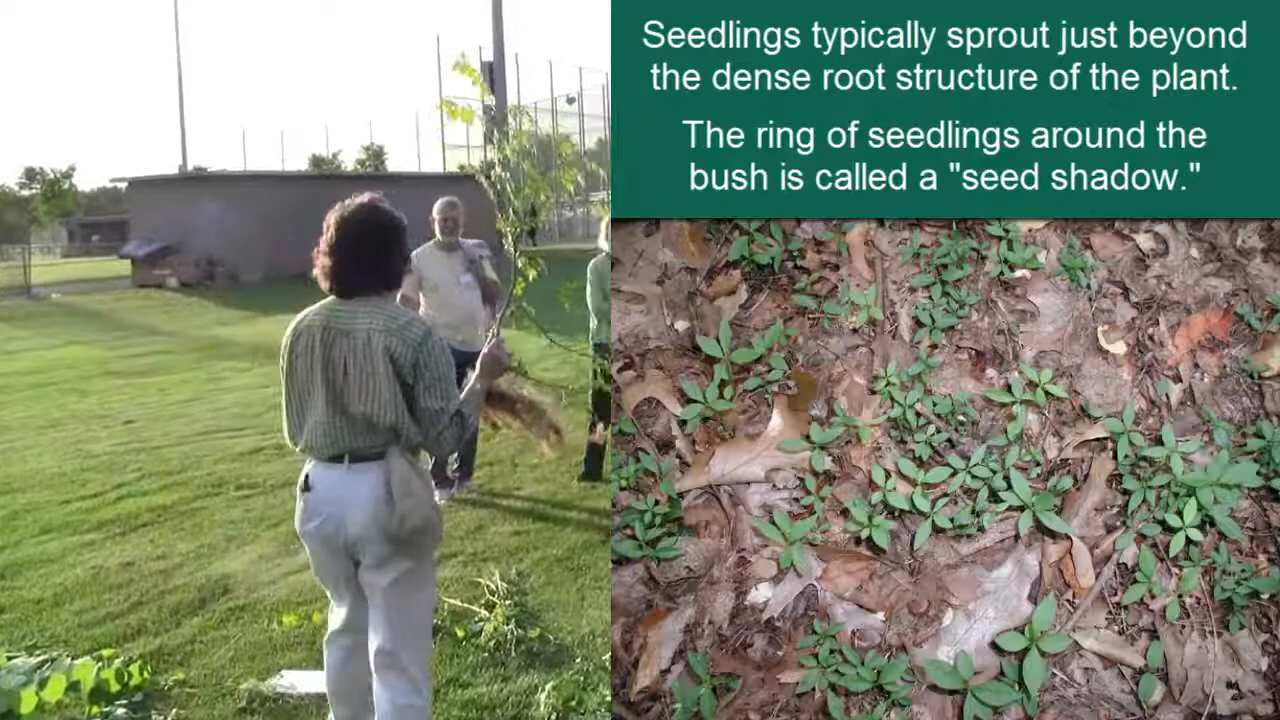 Seedlings typically sprout just beyond
the dense root structure of the plant.
The ring of seedlings around the
bush is called a "seed shadow."